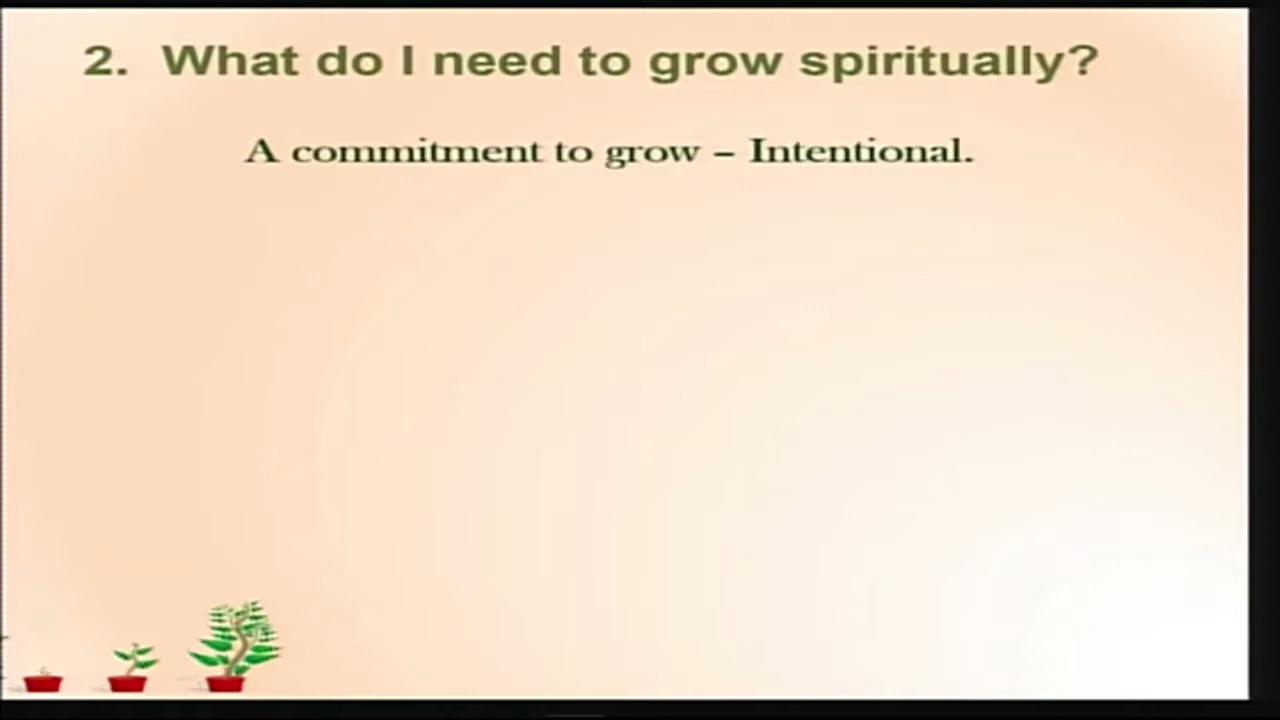 2. What do I need to grow spiritually?
A commitment to grow – Intentional.